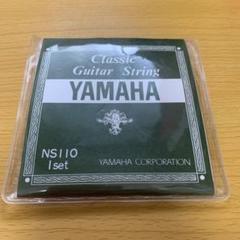 Classic
Guitar String
YAMAHA
NS110
1set
YAMAHA CORPORATION